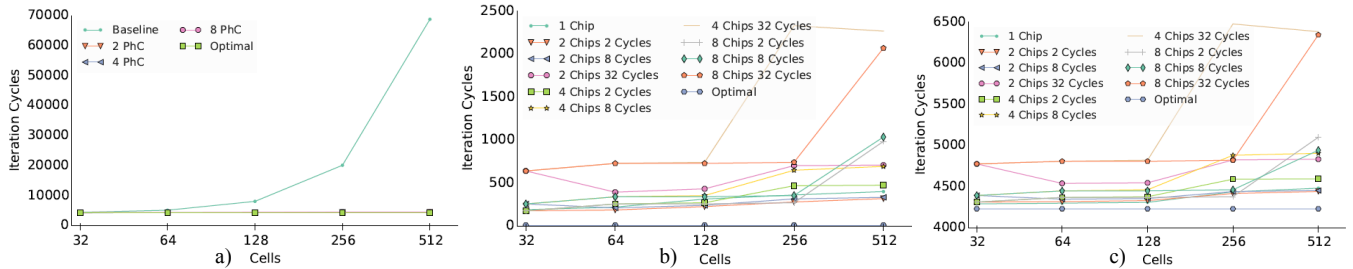 70000
60000
50000
40000
30000
20000
10000
0
Iteration Cycles
Baseline
2 PhC
4 PhC
8 PhC
Optimal
32 64 128 256 512
Cells
a)
2500
2000
1500
1000
500
0
Iteration Cycles
1 Chip
2 Chips 2 Cycles
2 Chips 8 Cycles
2 Chips 32 Cycles
4 Chips 2 Cycles
4 Chips 8 Cycles
4 Chips 32 Cycles
8 Chips 2 Cycles
8 Chips 8 Cycles
8 Chips 32 Cycles
Optimal
32 64 128 256 512
Cells
b)
6500
6000
5500
5000
4500
4000
Iteration Cycles
1 Chip
2 Chips 2 Cycles
2 Chips 8 Cycles
2 Chips 32 Cycles
4 Chips 2 Cycles
4 Chips 8 Cycles
4 Chips 32 Cycles
8 Chips 2 Cycles
8 Chips 8 Cycles
8 Chips 32 Cycles
Optimal
32 64 128 256 512
Cells
c)